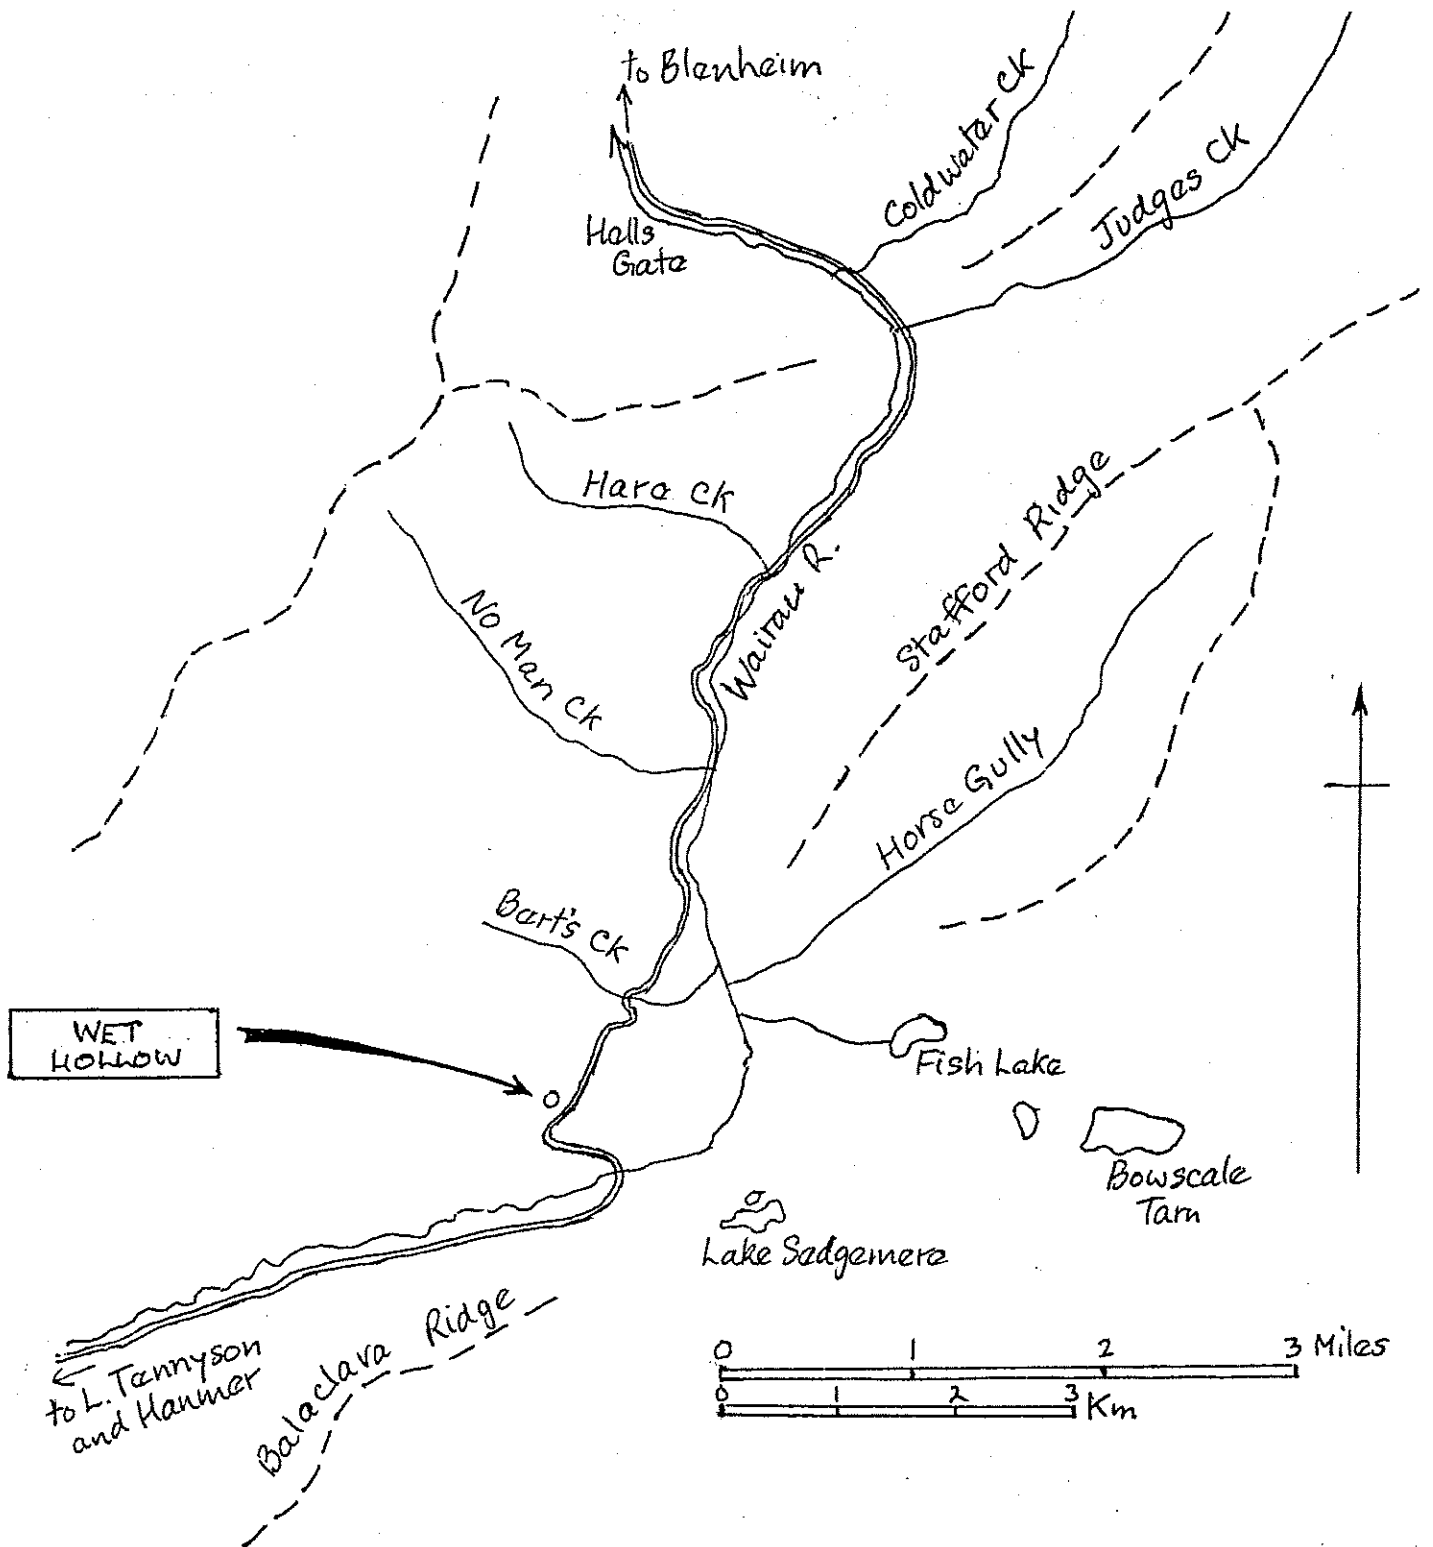 to Blenheim
Coldwater Ck
Judges Ck
Hells
Gate
Hare Ck
Stafford Ridge
Wairau R.
No Man Ck
Horse Gully
Bart's Ck
WET
HOLLOW
Fish Lake
Bowscale
Tarn
Lake Sedgemere
Balaclava Ridge
to L. Tennyson
and Hanmer
0 1 2 3 Miles
0 1 2 3 Km